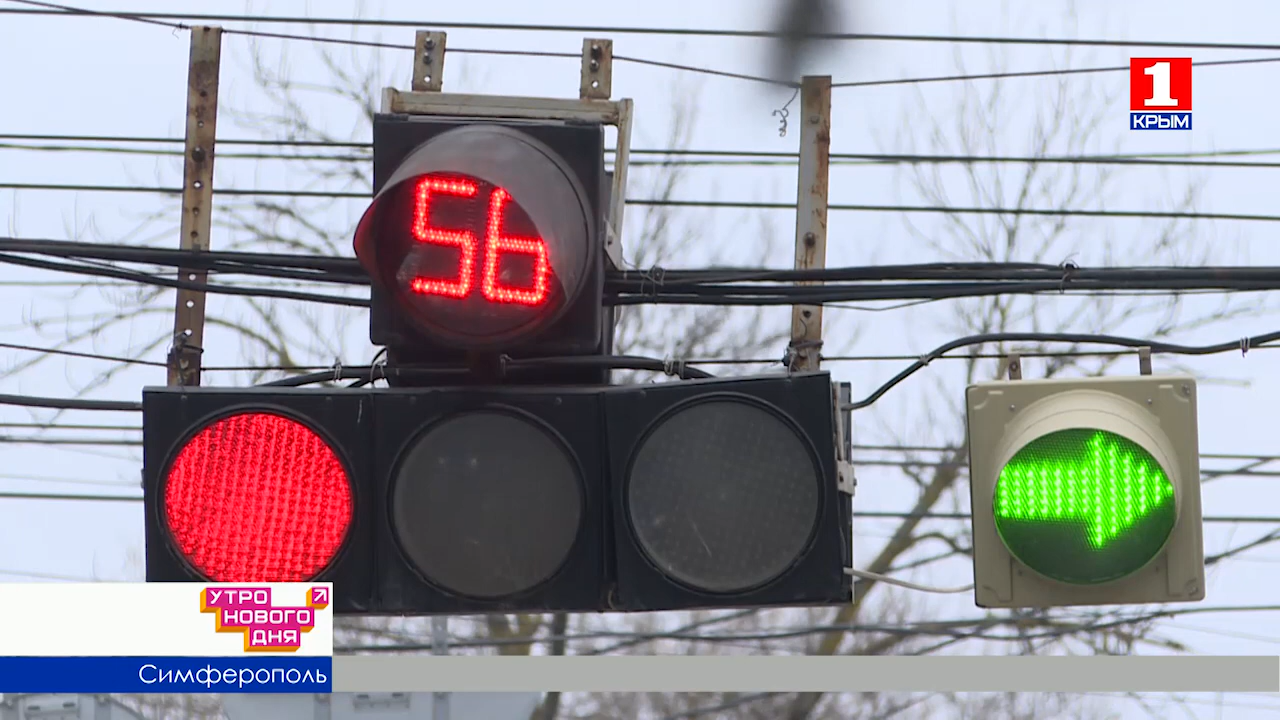 1
КРЫМ
56
УТРО
НОВОГО
ДНЯ
Симферополь